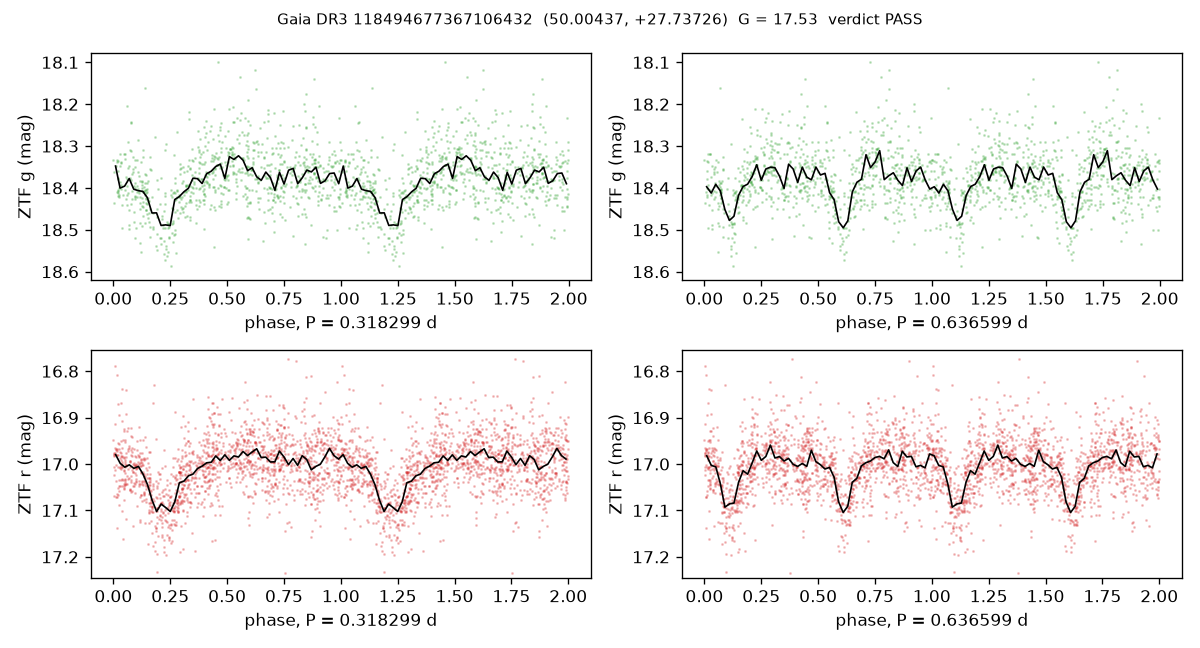 Gaia DR3 118494677367106432  (50.00437, +27.73726)  G = 17.53  verdict PASS
ZTF g (mag)
18.1
18.2
18.3
18.4
18.5
18.6
0.00 0.25 0.50 0.75 1.00 1.25 1.50 1.75 2.00
phase, P = 0.318299 d
ZTF g (mag)
18.1
18.2
18.3
18.4
18.5
18.6
0.00 0.25 0.50 0.75 1.00 1.25 1.50 1.75 2.00
phase, P = 0.636599 d
ZTF r (mag)
16.8
16.9
17.0
17.1
17.2
0.00 0.25 0.50 0.75 1.00 1.25 1.50 1.75 2.00
phase, P = 0.318299 d
ZTF r (mag)
16.8
16.9
17.0
17.1
17.2
0.00 0.25 0.50 0.75 1.00 1.25 1.50 1.75 2.00
phase, P = 0.636599 d